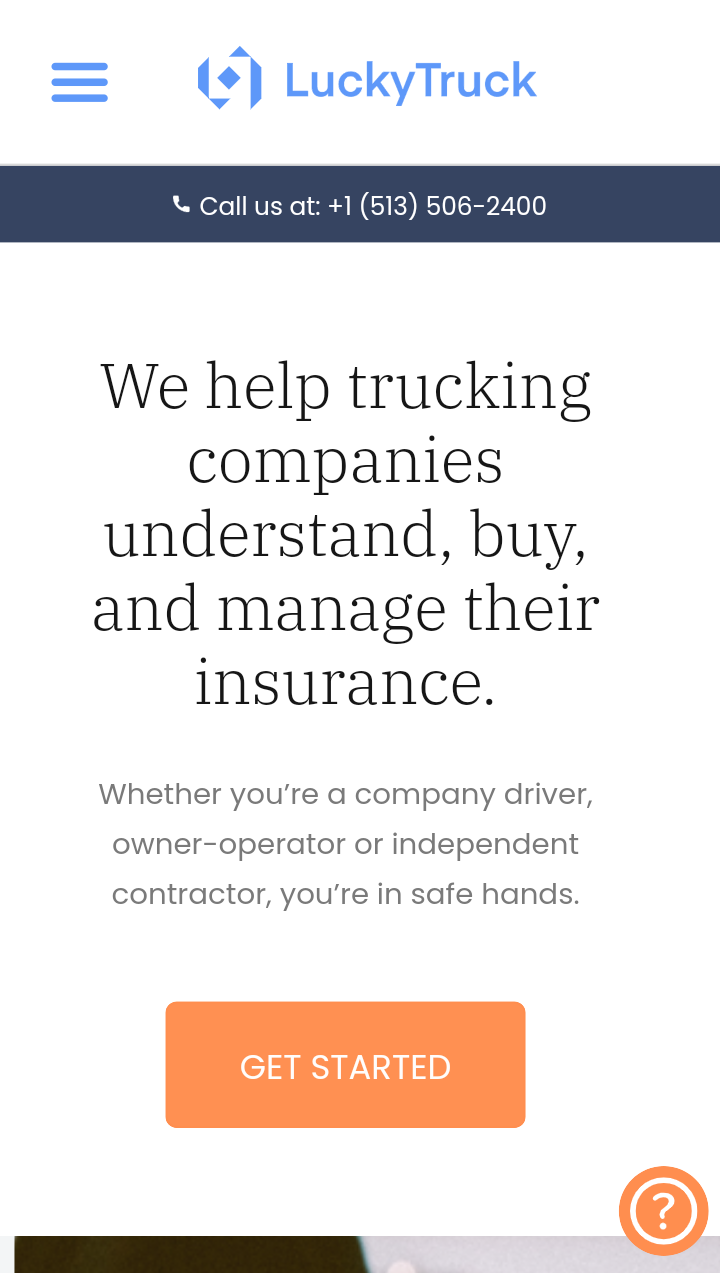 LuckyTruck
Call us at: +1 (513) 506-2400
We help trucking
companies
understand, buy,
and manage their
insurance.
Whether you’re a company driver,
owner-operator or independent
contractor, you’re in safe hands.
GET STARTED
?